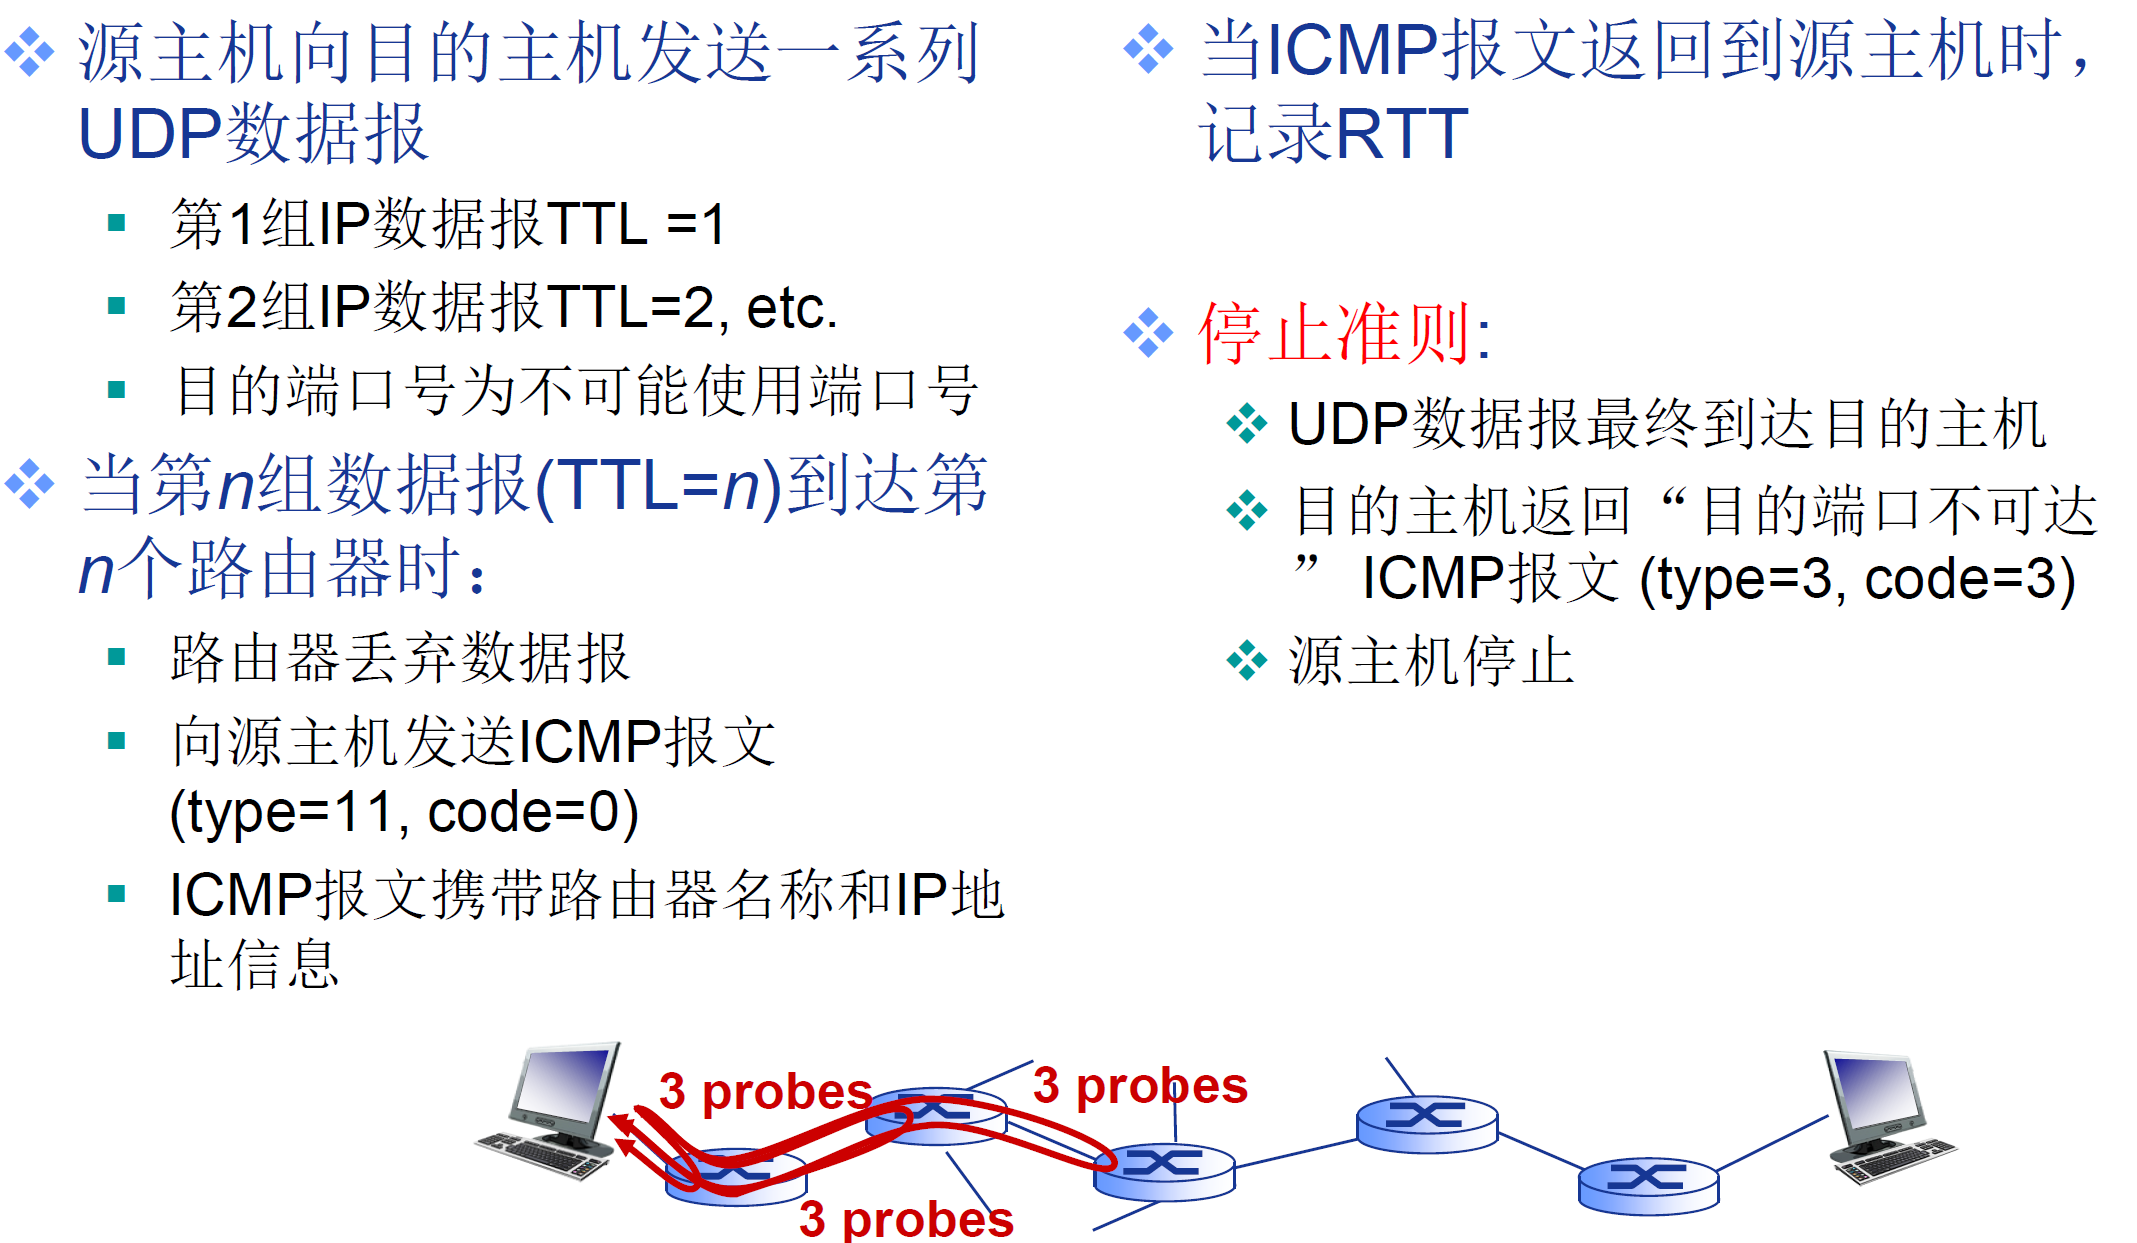 源主机向目的主机发送一系列
UDP数据报
第1组IP数据报TTL =1
第2组IP数据报TTL=2, etc.
目的端口号为不可能使用端口号
当第n组数据报(TTL=n)到达第
n个路由器时：
路由器丢弃数据报
向源主机发送ICMP报文
(type=11, code=0)
ICMP报文携带路由器名称和IP地
址信息
当ICMP报文返回到源主机时，
记录RTT
停止准则:
UDP数据报最终到达目的主机
目的主机返回“目的端口不可达
” ICMP报文 (type=3, code=3)
源主机停止
3 probes
3 probes
3 probes